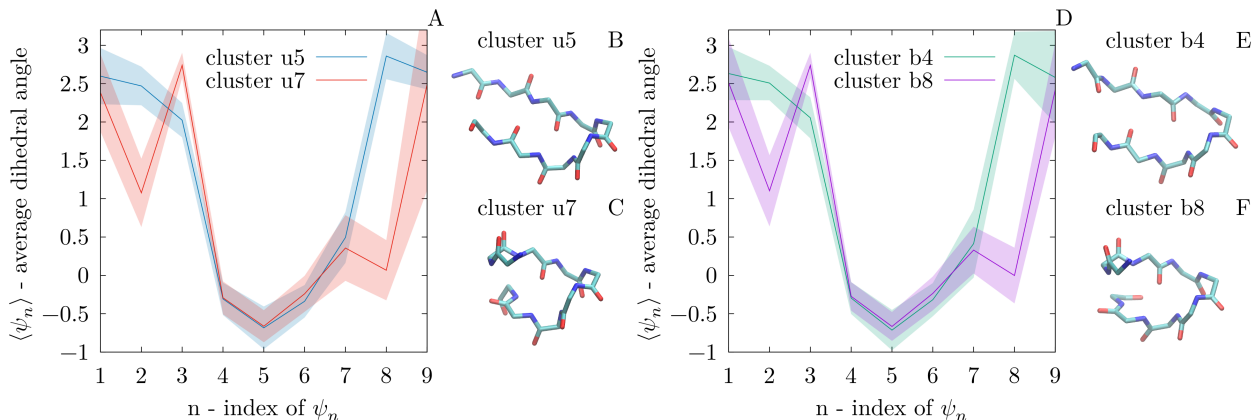 A
⟨ψn⟩ - average dihedral angle
3
2.5
2
1.5
1
0.5
0
−0.5
−1
cluster u5
cluster u7
1 2 3 4 5 6 7 8 9
n - index of ψn
cluster u5 B
cluster u7 C
D
⟨ψn⟩ - average dihedral angle
3
2.5
2
1.5
1
0.5
0
−0.5
−1
cluster b4
cluster b8
1 2 3 4 5 6 7 8 9
n - index of ψn
cluster b4 E
cluster b8 F